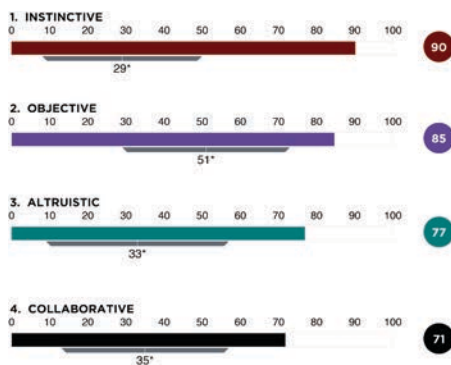 1. INSTINCTIVE
0 10 20 30 40 50 60 70 80 90 100
90
29*
2. OBJECTIVE
0 10 20 30 40 50 60 70 80 90 100
85
51*
3. ALTRUISTIC
0 10 20 30 40 50 60 70 80 90 100
77
33*
4. COLLABORATIVE
0 10 20 30 40 50 60 70 80 90 100
71
35*